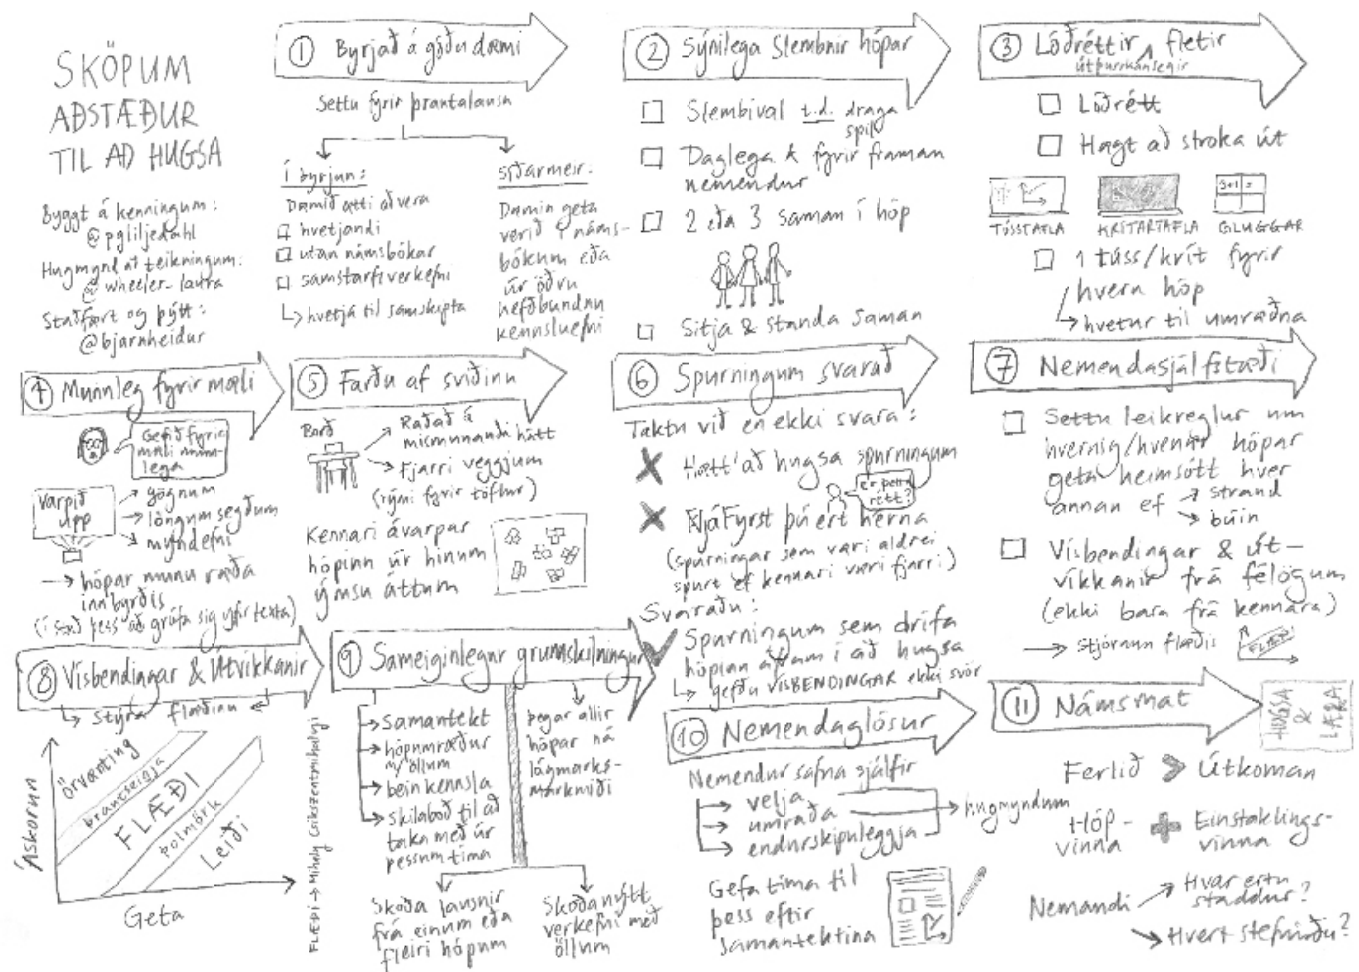 SKÖPUM
AÐSTÆÐUR
TIL AÐ HUGSA
Byggt á kenningum:
@pgliljedahl
Hugmynd að teikningum:
@wheeler_laura
Staðfært og þýtt:
@bjarnheidur
1 Byrjað á góðu dæmi
Settu fyrir þrautalausn
Í byrjun:
Dæmið ætti að vera
hvetjandi
utan námsbókar
samstarfsverkefni
hvetja til samskipta
síðarmeir:
Dæmin geta
verið í náms-
bókum eða
úr öðru
hefðbundnu
kennsluefni
2 Sýnilega Slembnir hópar
Slembival t.d. draga
spil
Daglega & fyrir framan
nemendur
2 eða 3 saman í hóp
Sitja & standa saman
3 Lóðréttir fletir
útþurrkanlegir
Lóðrétt
Hægt að stroka út
TÚSSTAFLA
KRÍTARTAFLA
GLUGGAR
1 túss/krít fyrir
hvern hóp
hvetur til umræðna
4 Munnleg fyrirmæli
Gefið fyrir-
mæli munn-
lega
Varpið
upp
gögnum
löngum segðum
myndefni
hópar munu ræða
innbyrðis
(í stað þess að grúfa sig yfir texta)
5 Farðu af sviðinu
Borð
Raðað á
mismunandi hátt
Fjarri veggjum
(rými fyrir töflur)
Kennari ávarpar
hópinn úr hinum
ýmsu áttum
6 Spurningum svarað
Taktu við en ekki svara:
"Hætt" að hugsa spurningum
er þetta
rétt?
Fyrst þú ert hérna
(spurningar sem væri aldrei
spurt ef kennari væri fjarri)
Svaraðu:
Spurningum sem drífa
hópinn áfram í að hugsa
gefðu VÍSBENDINGAR ekki svör
7 Nemendasjálfstæði
Settu leikreglur um
hvernig/hvenær hópar
geta heimsótt hver
annan ef
strand
búin
Vísbendingar & út-
víkkanir frá félögum
(ekki bara frá kennara)
Stjórnun flæðis
FLÆÐI
8 Vísbendingar & Útvíkkanir
Stýra flæðinu
Áskorun
Örvænting
þrautseigja
FLÆÐI
þolmörk
Leiði
Geta
FLÆÐI → Mihaly Csikszentmihalyi
9 Sameiginlegur grunnskilningur
samantekt
hópumræður
m/öllum
bein kennsla
skilaboð til að
taka með úr
þessum tíma
þegar allir
hópar ná
lágmarks-
markmiði
Skoða lausnir
frá einum eða
fleiri hópum
Skoða nýtt
verkefni með
öllum
10 Nemendaglósur
Nemendur safna sjálfir
velja
umraða
endurskipuleggja
hugmyndum
Gefa tíma til
þess eftir
samantektina
11 Námsmat
HUGSA
&
LÆRA
Ferlið > Útkoman
Hóp-
vinna
+ Einstaklings-
vinna
Nemandi
Hvar ertu
staddur?
Hvert stefnirðu?